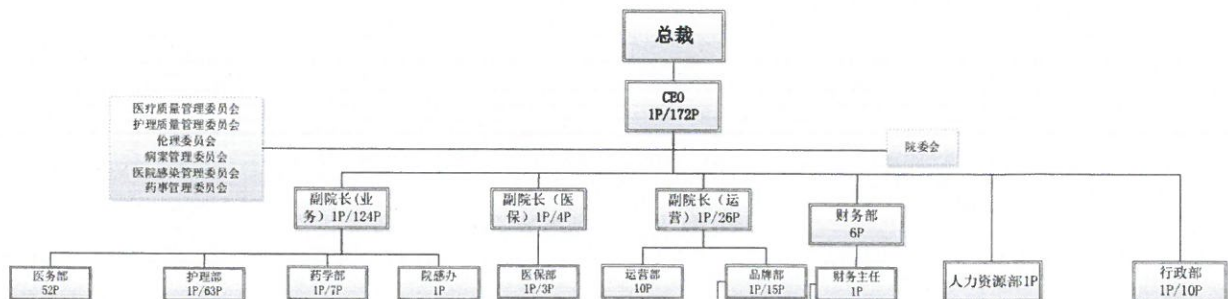 总裁
CEO
1P/172P
医疗质量管理委员会
护理质量管理委员会
伦理委员会
病案管理委员会
医院感染管理委员会
药事管理委员会
院委会
副院长(业
务）1P/124P
副院长（医
保）1P/4P
副院长（运
营）1P/26P
财务部
6P
医务部
52P
护理部
1P/63P
药学部
1P/7P
院感办
1P
医保部
1P/3P
运营部
10P
品牌部
1P/15P
财务主任
1P
人力资源部1P
行政部
1P/10P